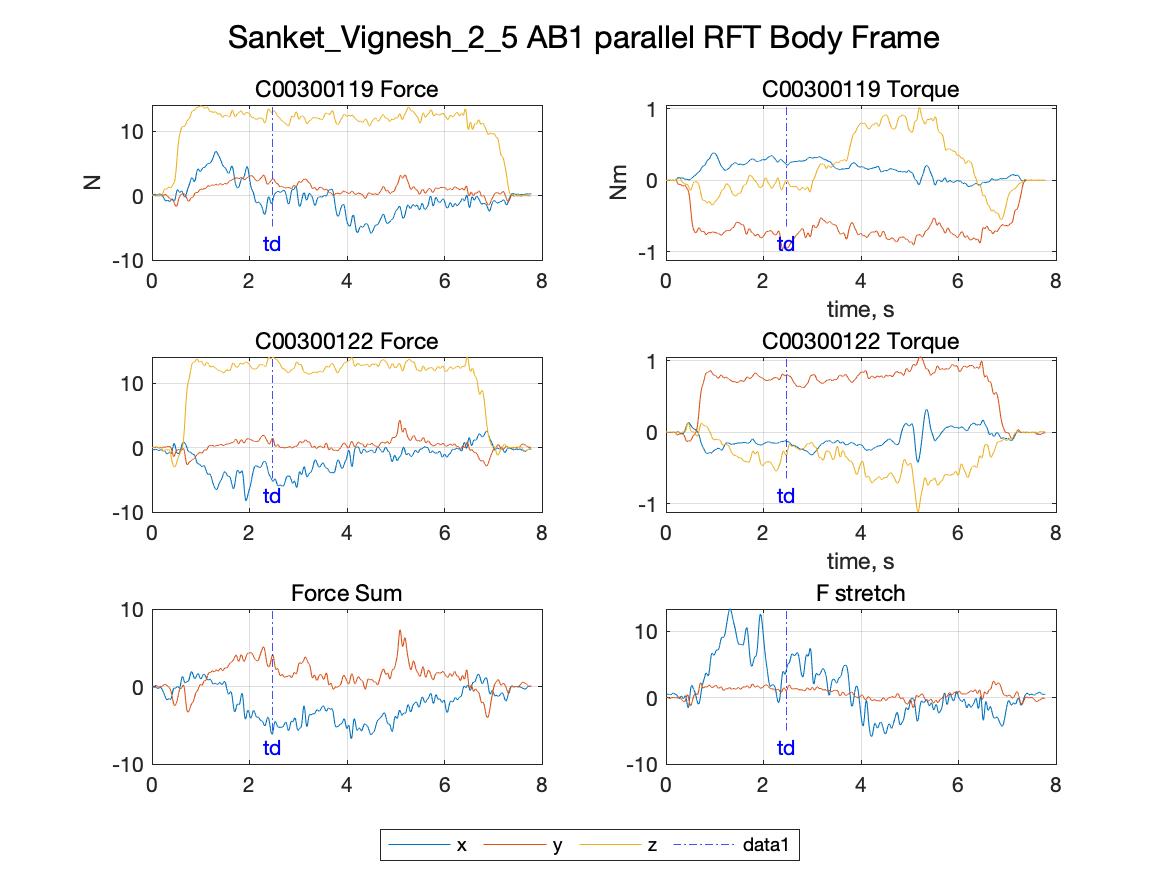 Sanket_Vignesh_2_5 AB1 parallel RFT Body Frame
C00300119 Force
10
0
-10
N
td
0 2 4 6 8
C00300119 Torque
1
0
-1
Nm
td
0 2 4 6 8
time, s
C00300122 Force
10
0
-10
td
0 2 4 6 8
C00300122 Torque
1
0
-1
td
0 2 4 6 8
time, s
Force Sum
10
0
-10
td
0 2 4 6 8
F stretch
10
0
-10
td
0 2 4 6 8
x y z data1